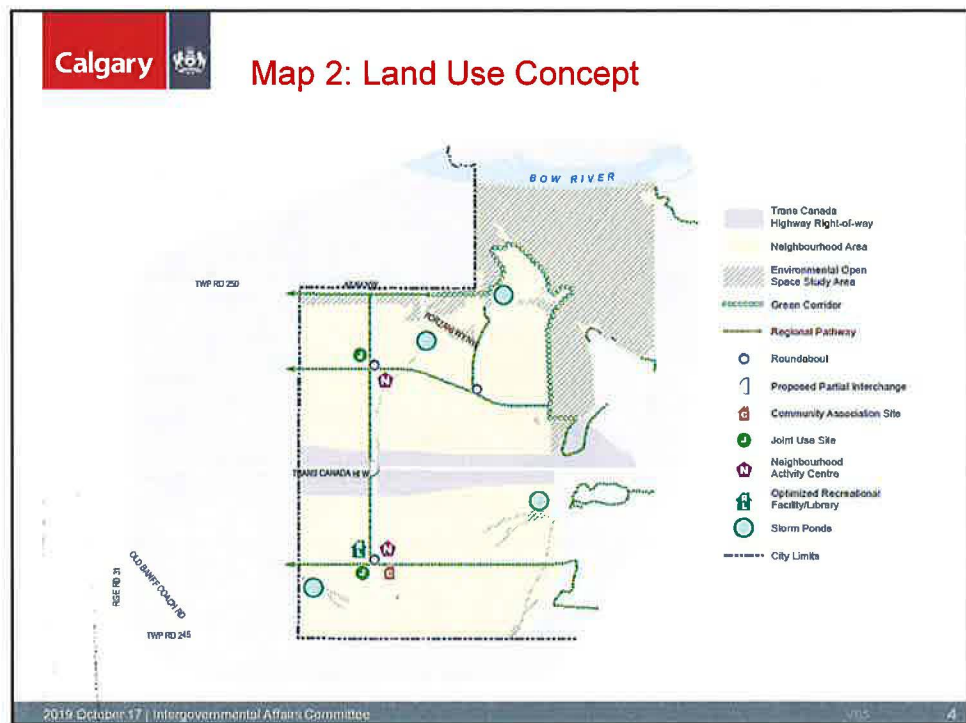 Calgary
Map 2: Land Use Concept
BOW RIVER
TWP RD 250
TRANS CANADA HI W
RGE RD 31
OLD BANFF COACH RD
TWP RD 245
Trans Canada
Highway Right-of-way
Neighbourhood Area
Environmental Open
Space Study Area
Green Corridor
Regional Pathway
Roundabout
Proposed Partial Interchange
C
Community Association Site
J
Joint Use Site
N
Neighbourhood
Activity Centre
Optimized Recreational
Facility/Library
Storm Ponds
City Limits
J
N
N
J
C
2019 October 17 | Intergovernmental Affairs Committee
4